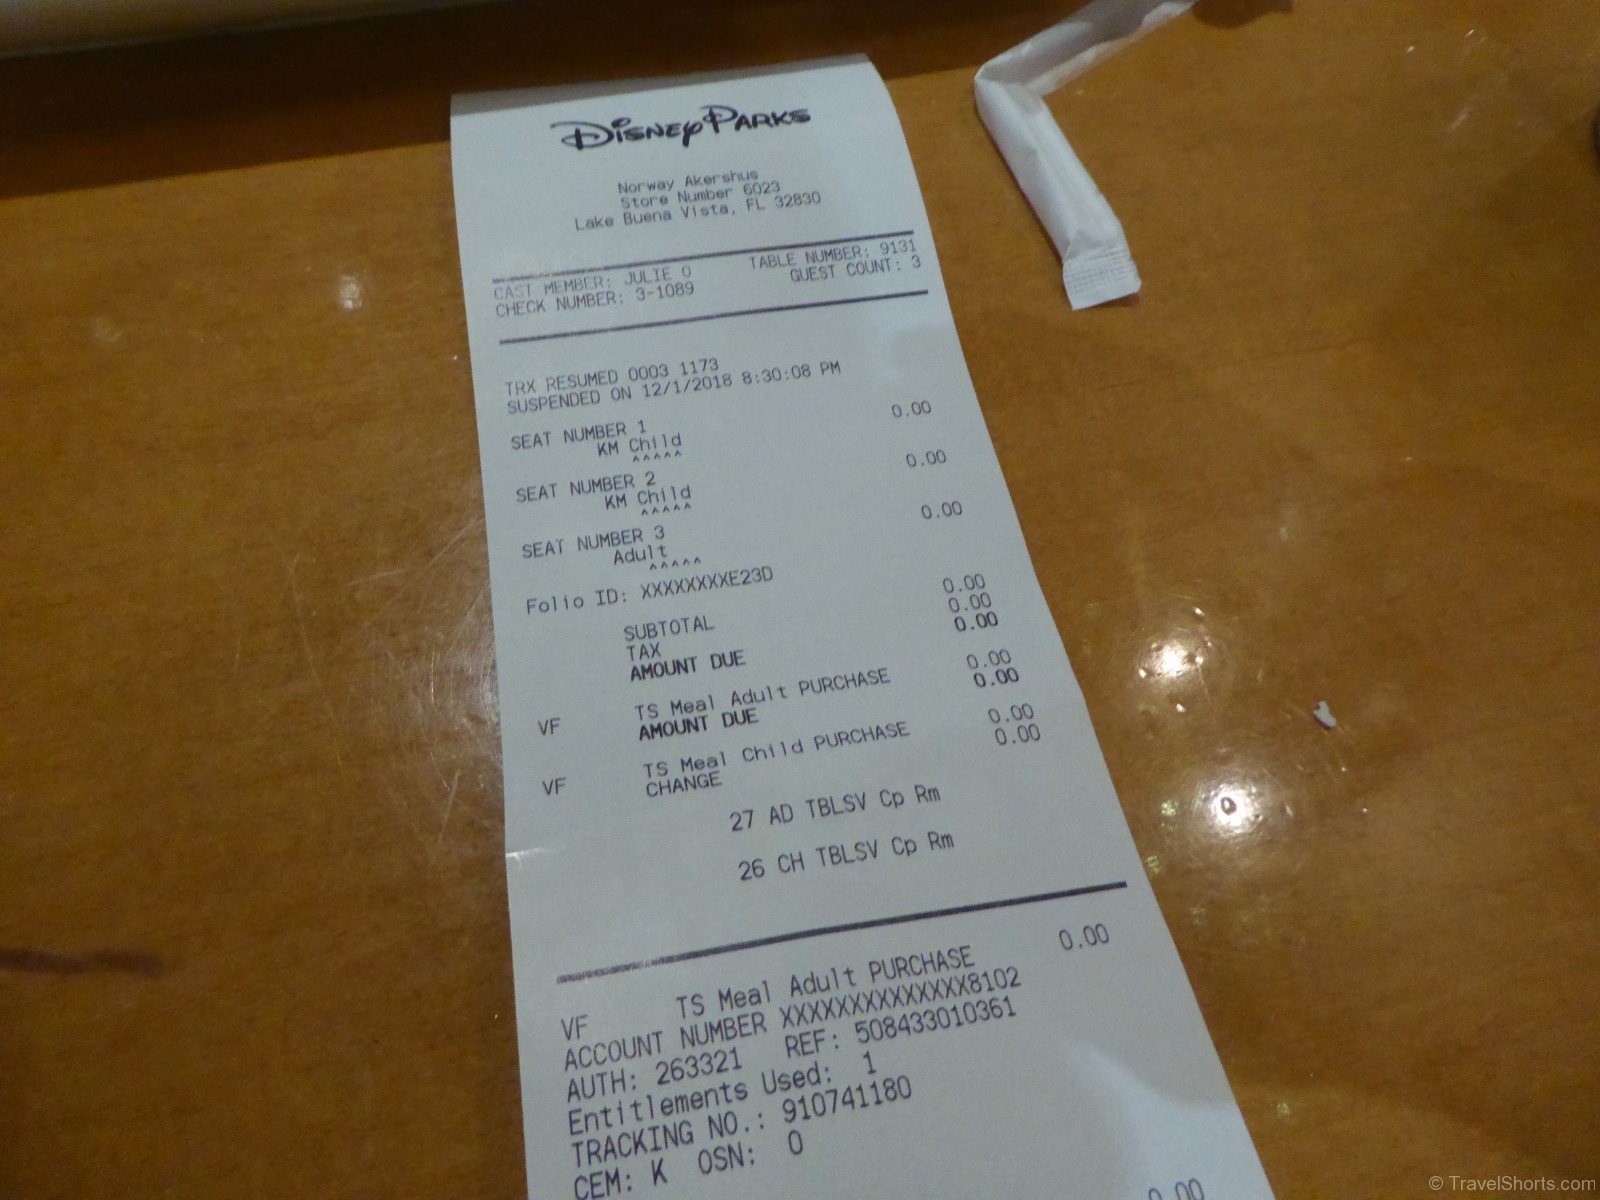 DISNEY PARKS
Norway Akershus
Store Number 6023
Lake Buena Vista, FL 32830
CAST MEMBER: JULIE O TABLE NUMBER: 9131
CHECK NUMBER: 3-1089 GUEST COUNT: 3
TRX RESUMED 0003 1173
SUSPENDED ON 12/1/2018 8:30:08 PM
SEAT NUMBER 1
KM Child 0.00
^^^^^
SEAT NUMBER 2
KM Child 0.00
^^^^^
SEAT NUMBER 3
Adult 0.00
^^^^^
Folio ID: XXXXXXXXE23D
SUBTOTAL 0.00
TAX 0.00
AMOUNT DUE 0.00
VF TS Meal Adult PURCHASE 0.00
AMOUNT DUE 0.00
VF TS Meal Child PURCHASE 0.00
CHANGE 0.00
27 AD TBLSV Cp Rm
26 CH TBLSV Cp Rm
VF TS Meal Adult PURCHASE 0.00
ACCOUNT NUMBER XXXXXXXXXXXXXX8102
AUTH: 263321 REF: 508433010361
Entitlements Used: 1
TRACKING NO.: 910741180
CEM: K OSN: 0
0.00
© TravelShorts.com